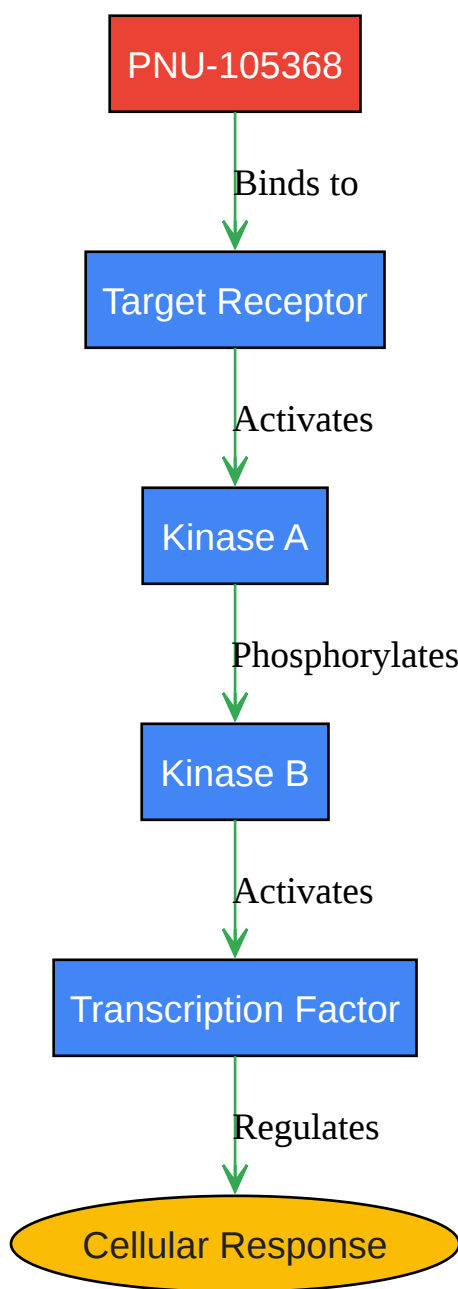 PNU-105368
Binds to
Target Receptor
Activates
Kinase A
Phosphorylates
Kinase B
Activates
Transcription Factor
Regulates
Cellular Response